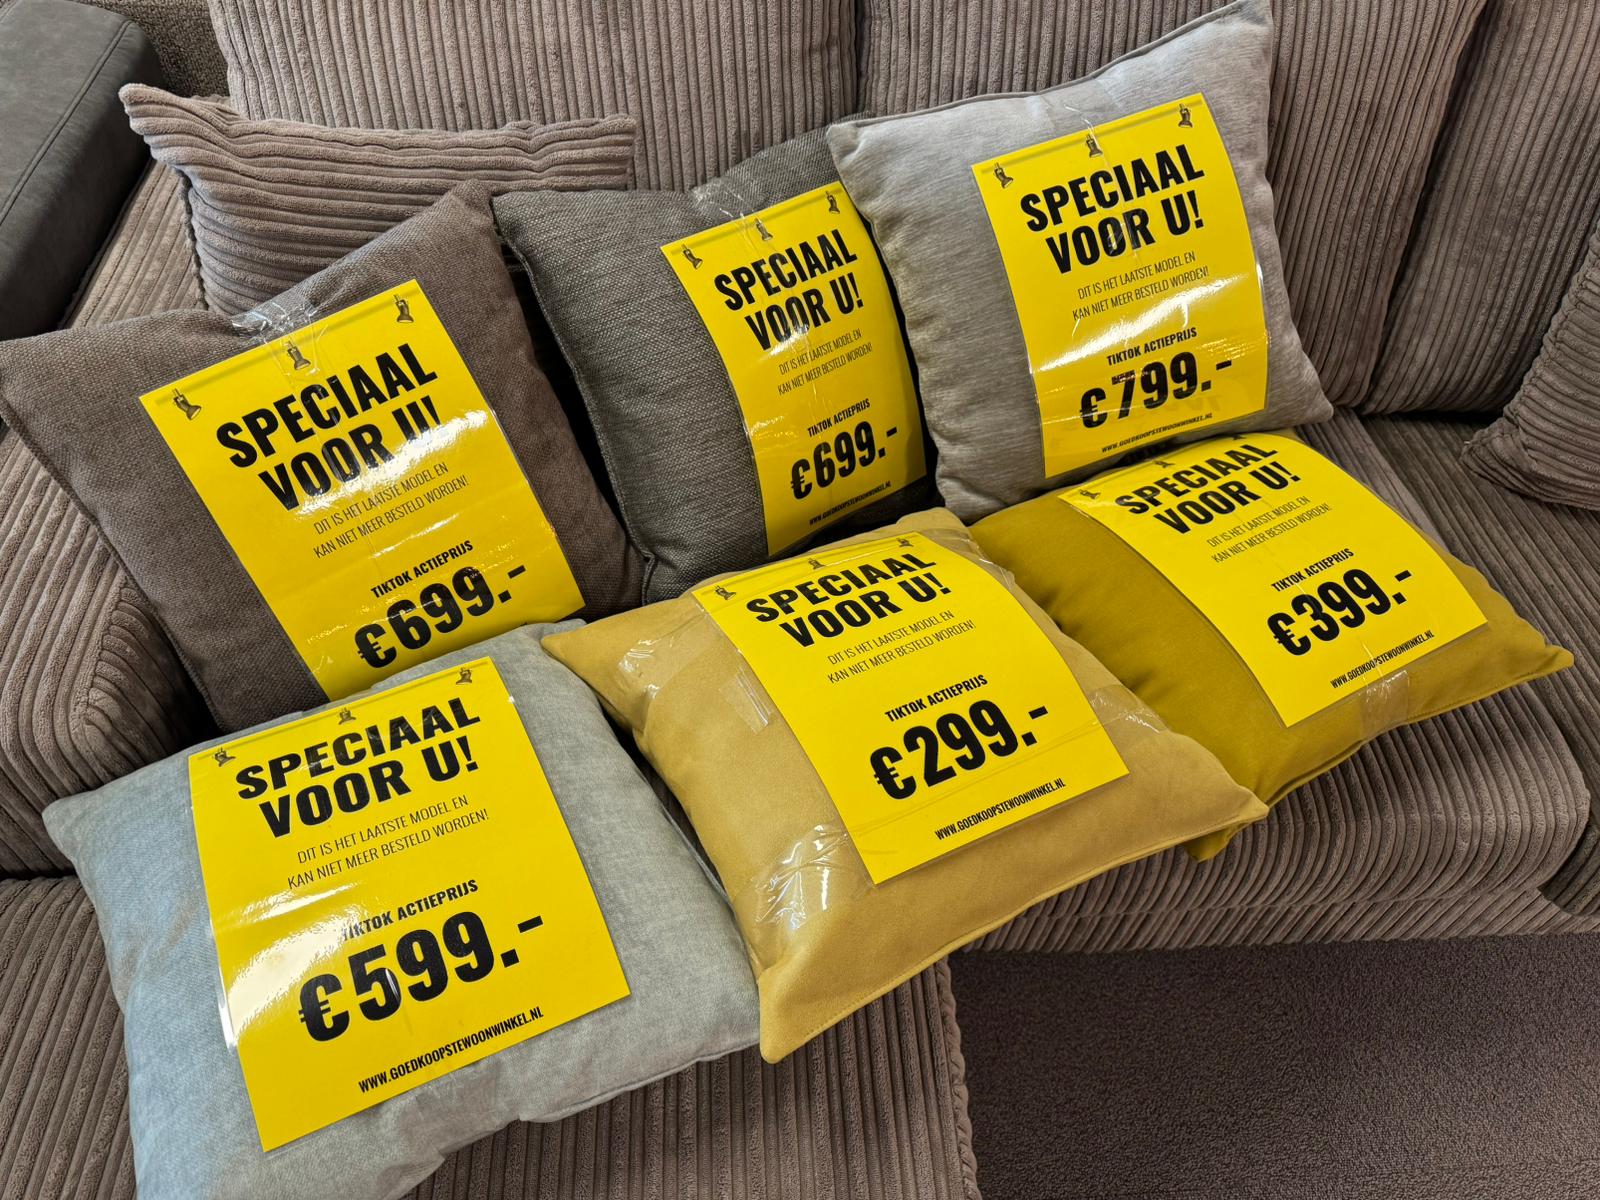 SPECIAAL
VOOR U!
DIT IS HET LAATSTE MODEL EN
KAN NIET MEER BESTELD WORDEN!
TIKTOK ACTIEPRIJS
€699.-
SPECIAAL
VOOR U!
DIT IS HET LAATSTE MODEL EN
KAN NIET MEER BESTELD WORDEN!
TIKTOK ACTIEPRIJS
€699.-
WWW.GOEDKOOPSTEWOONWINKEL.NL
SPECIAAL
VOOR U!
DIT IS HET LAATSTE MODEL EN
KAN NIET MEER BESTELD WORDEN!
TIKTOK ACTIEPRIJS
€799.-
WWW.GOEDKOOPSTEWOONWINKEL.NL
SPECIAAL
VOOR U!
DIT IS HET LAATSTE MODEL EN
KAN NIET MEER BESTELD WORDEN!
TIKTOK ACTIEPRIJS
€599.-
WWW.GOEDKOOPSTEWOONWINKEL.NL
SPECIAAL
VOOR U!
DIT IS HET LAATSTE MODEL EN
KAN NIET MEER BESTELD WORDEN!
TIKTOK ACTIEPRIJS
€299.-
WWW.GOEDKOOPSTEWOONWINKEL.NL
SPECIAAL
VOOR U!
DIT IS HET LAATSTE MODEL EN
KAN NIET MEER BESTELD WORDEN!
TIKTOK ACTIEPRIJS
€399.-
WWW.GOEDKOOPSTEWOONWINKEL.NL